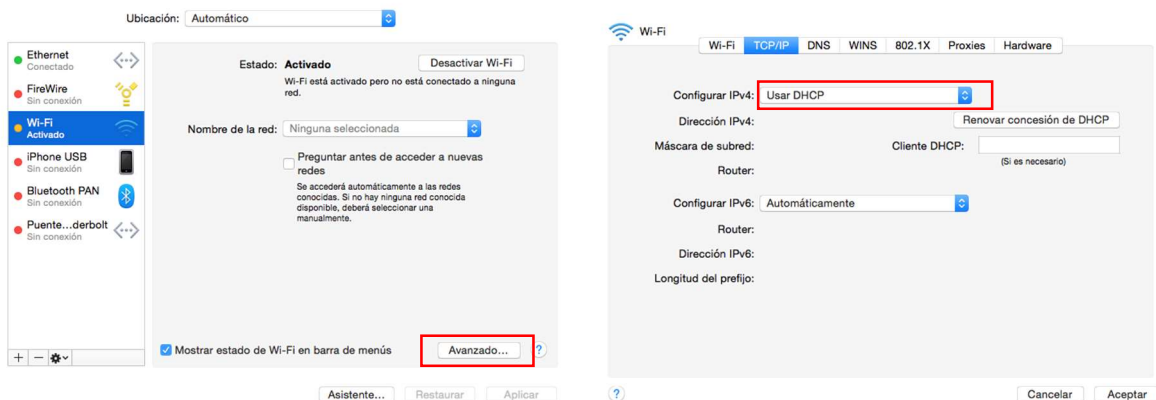 Ubicación: Automático
Ethernet
Conectado
FireWire
Sin conexión
Wi-Fi
Activado
iPhone USB
Sin conexión
Bluetooth PAN
Sin conexión
Puente...derbolt
Sin conexión
Estado: Activado
Desactivar Wi-Fi
Wi-Fi está activado pero no está conectado a ninguna
red.
Nombre de la red: Ninguna seleccionada
Preguntar antes de acceder a nuevas
redes
Se accederá automáticamente a las redes
conocidas. Si no hay ninguna red conocida
disponible, deberá seleccionar una
manualmente.
Mostrar estado de Wi-Fi en barra de menús
Avanzado...
?
Asistente...
Restaurar
Aplicar
Wi-Fi
Wi-Fi TCP/IP DNS WINS 802.1X Proxies Hardware
Configurar IPv4: Usar DHCP
Dirección IPv4:
Renovar concesión de DHCP
Máscara de subred:
Cliente DHCP:
(Si es necesario)
Router:
Configurar IPv6: Automáticamente
Router:
Dirección IPv6:
Longitud del prefijo:
?
Cancelar
Aceptar